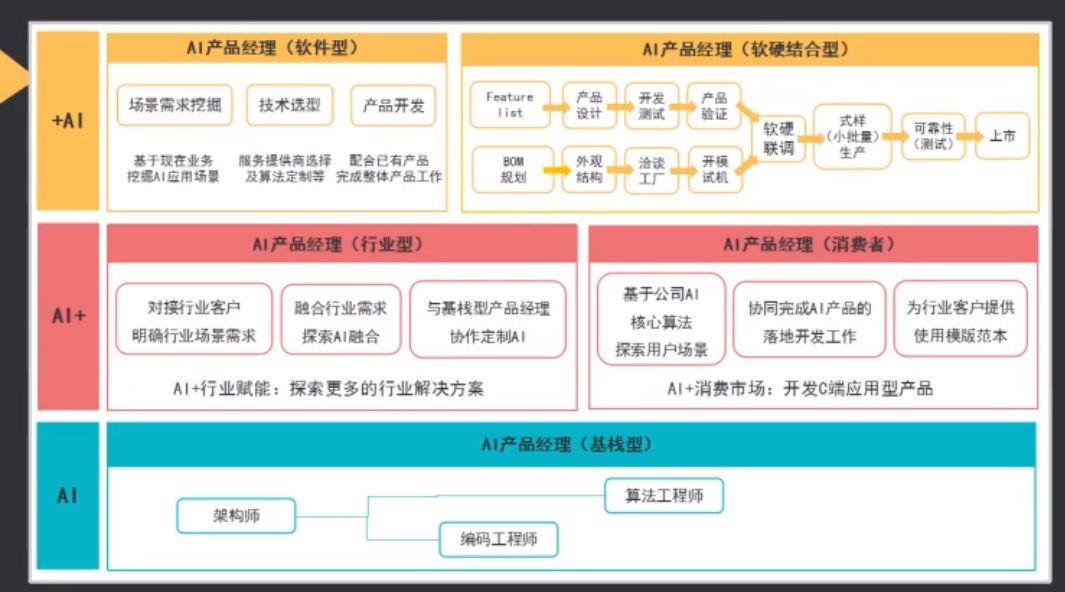 +AI
AI产品经理（软件型）
场景需求挖掘
技术选型
产品开发
基于现在业务
挖掘AI应用场景
服务提供商选择
及算法定制等
配合已有产品
完成整体产品工作
AI产品经理（软硬结合型）
Feature
list
产品
设计
开发
测试
产品
验证
BOM
规划
外观
结构
洽谈
工厂
开模
试机
软硬
联调
式样
（小批量）
生产
可靠性
（测试）
上市
AI+
AI产品经理（行业型）
对接行业客户
明确行业场景需求
融合行业需求
探索AI融合
与基栈型产品经理
协作定制AI
AI+行业赋能：探索更多的行业解决方案
AI产品经理（消费者）
基于公司AI
核心算法
探索用户场景
协同完成AI产品的
落地开发工作
为行业客户提供
使用模版范本
AI+消费市场：开发C端应用型产品
AI
AI产品经理（基栈型）
架构师
算法工程师
编码工程师